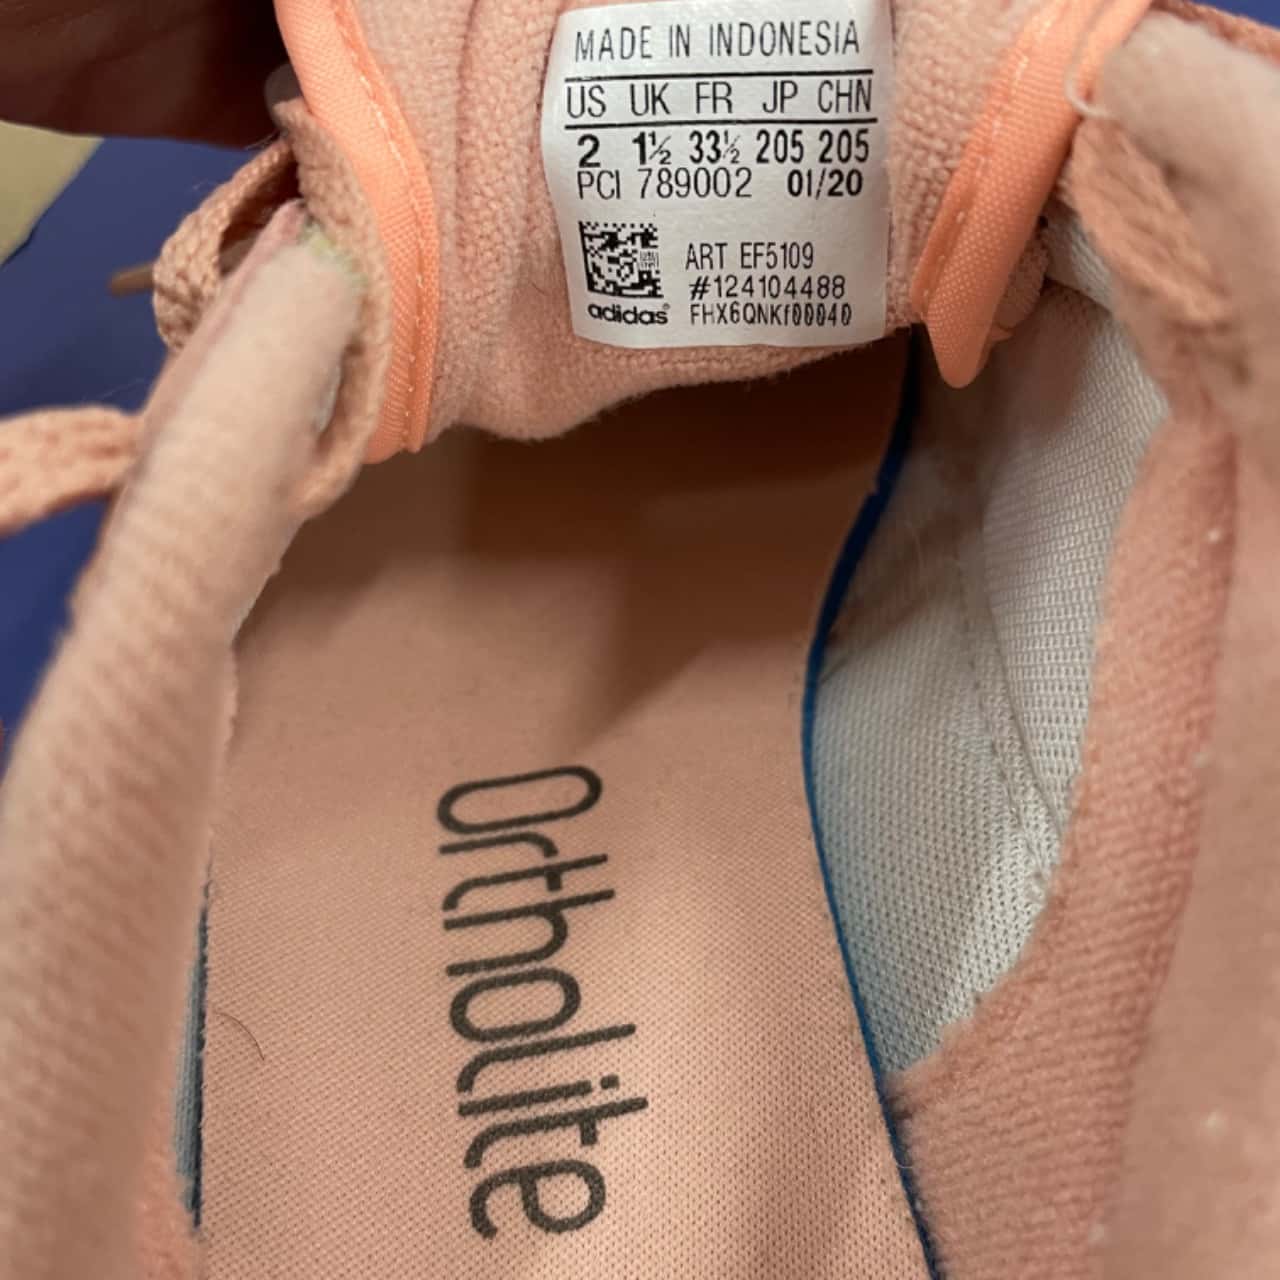 MADE IN INDONESIA
US UK FR JP CHN
2 1½ 33½ 205 205
PCI 789002 01/20
ART EF5109
#124104488
adidas® FHX6QNKf00040
Ortholite